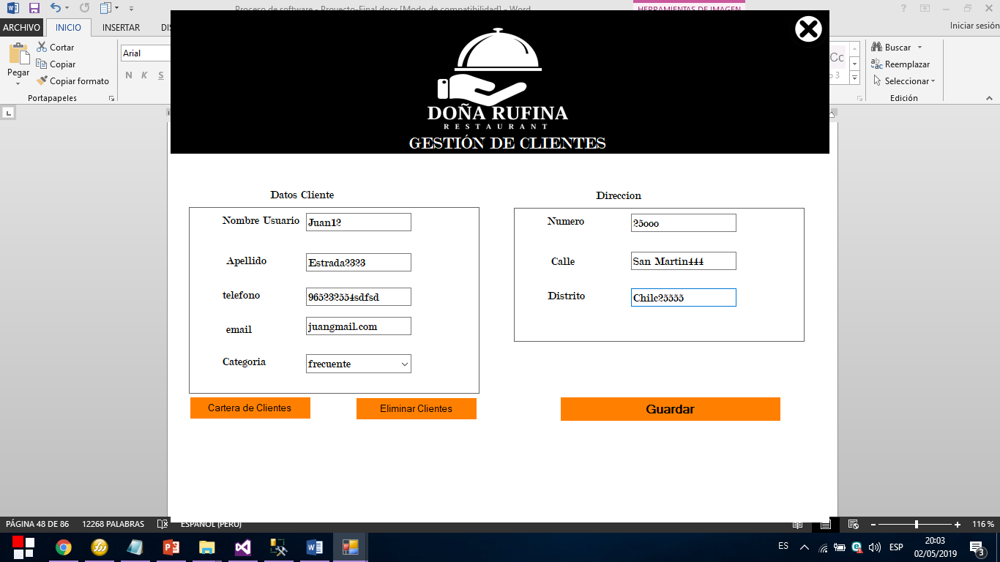 Proceso de software - Proyecto-Final.docx [Modo de compatibilidad] - Word
HERRAMIENTAS DE IMAGEN
ARCHIVO
INICIO
INSERTAR
Iniciar sesión
Pegar
Cortar
Copiar
Copiar formato
Portapapeles
Arial
N K S
Buscar
Reemplazar
Seleccionar
Edición
DOÑA RUFINA
RESTAURANT
GESTIÓN DE CLIENTES
Datos Cliente
Nombre Usuario Juan12
Apellido Estrada2323
telefono 965232554sdfsd
email juangmail.com
Categoria frecuente
Cartera de Clientes
Eliminar Clientes
Direccion
Numero 25ooo
Calle San Martin444
Distrito Chilc25555
Guardar
PÁGINA 48 DE 86
12268 PALABRAS
ESPAÑOL (PERÚ)
116 %
ES
ESP
20:03
02/05/2019
3